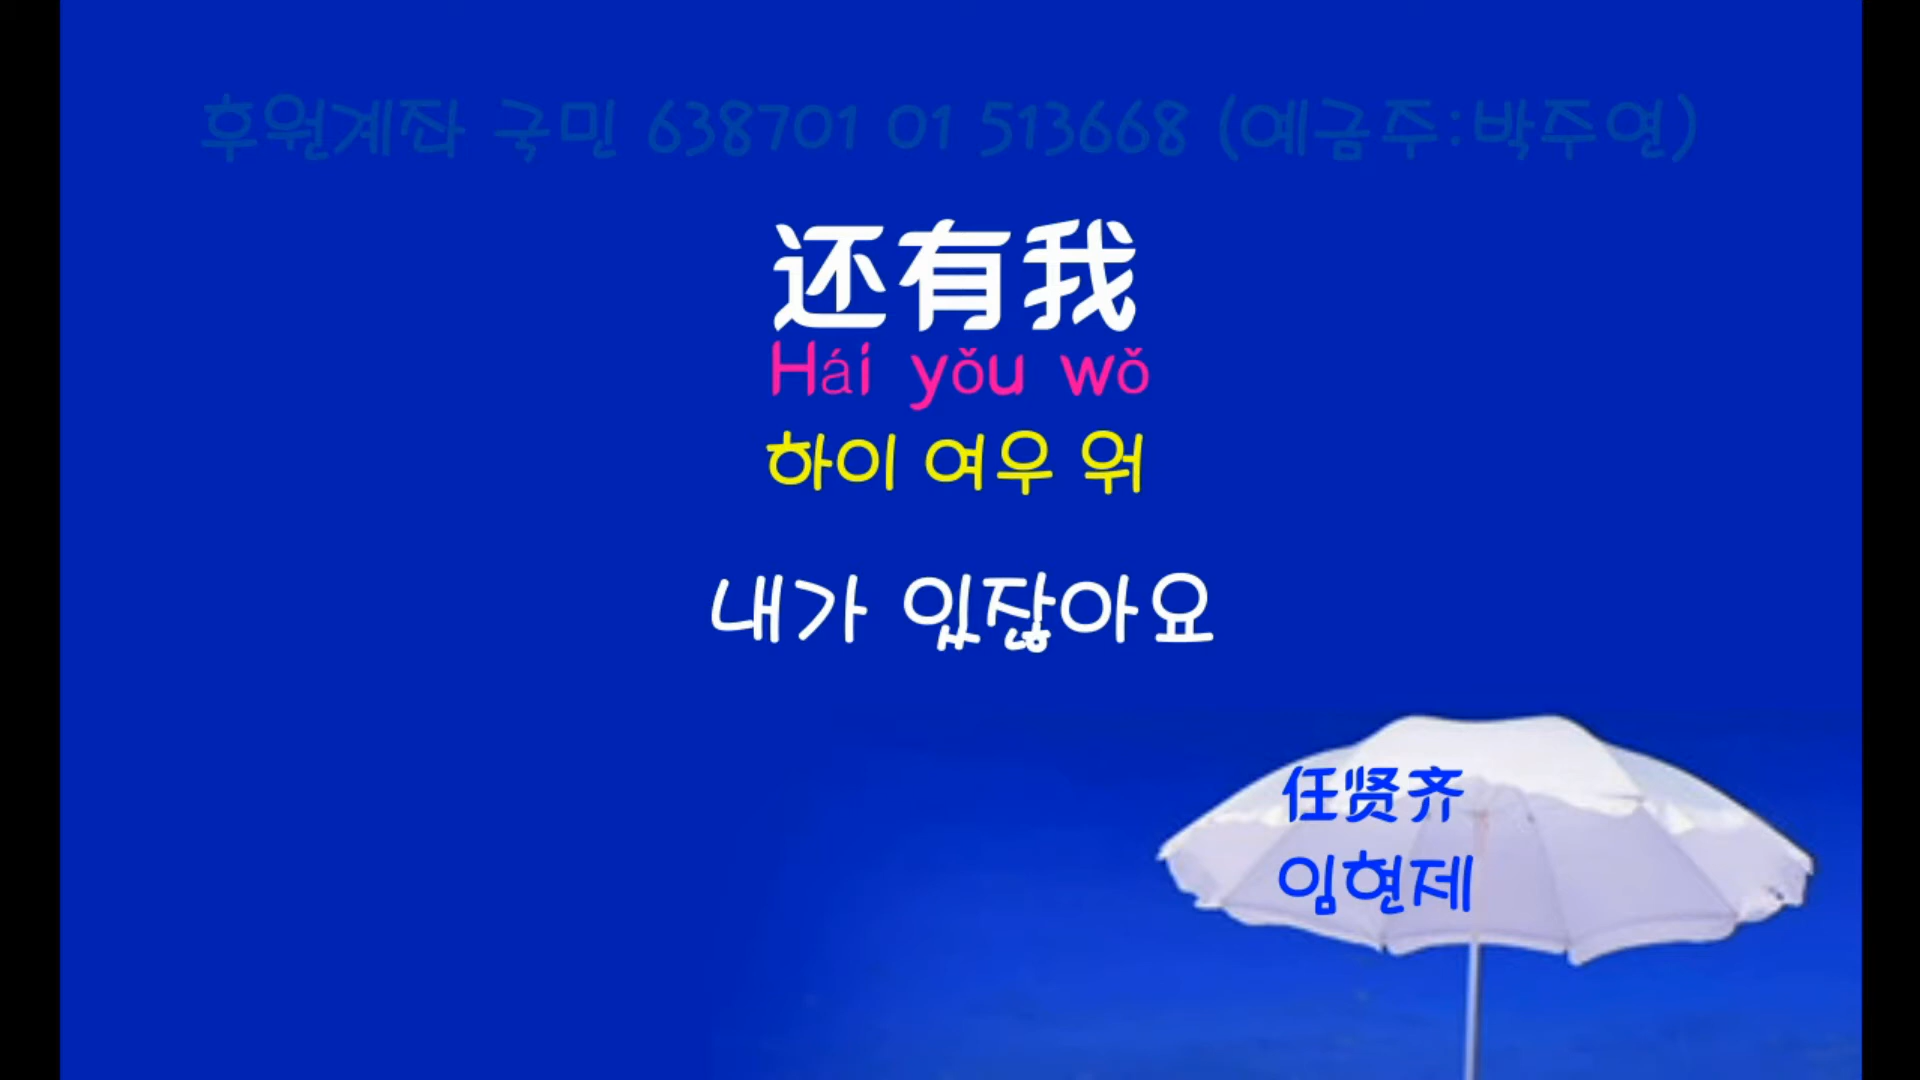 후원계좌 국민 638701 01 513668 (예금주:박주연)
还有我
Hái yǒu wǒ
하이 여우 워
내가 있잖아요
任贤齐
임현제